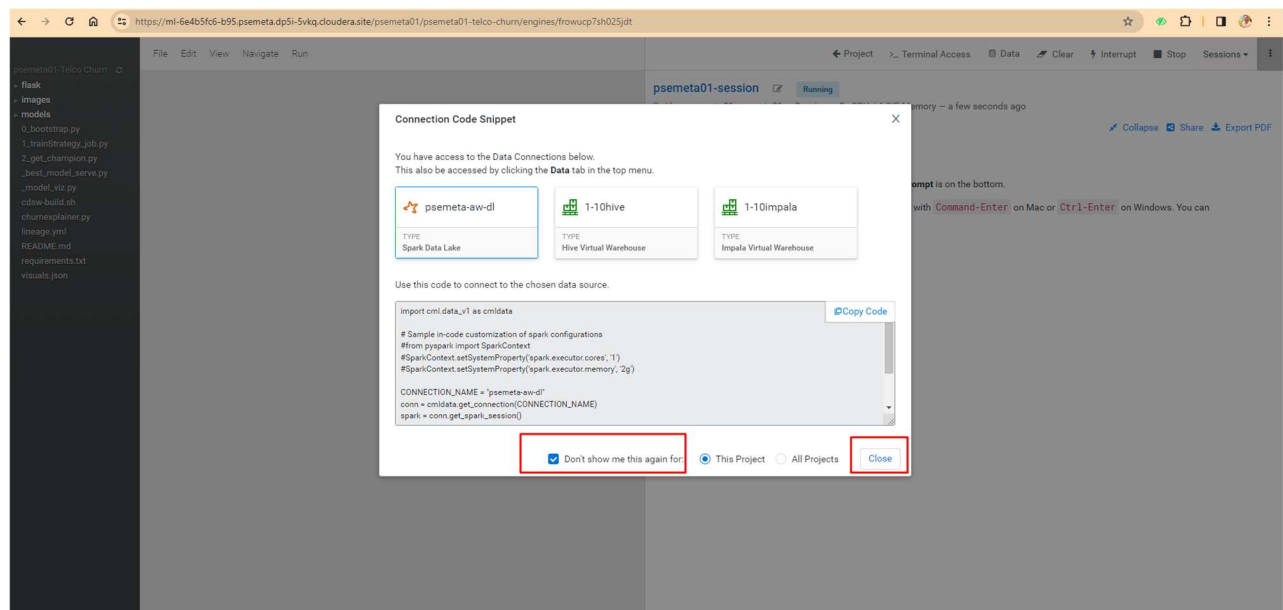 https://ml-6e4b5fc6-b95.psemeta.dp5i-5vkq.cloudera.site/psemeta01/psemeta01-telco-churn/engines/frowucp7sh025jdt
File Edit View Navigate Run
Project >_ Terminal Access Data Clear Interrupt Stop Sessions
psemeta01-Telco Churn
flask
images
models
0_bootstrap.py
1_trainStrategy_job.py
2_get_champion.py
_best_model_serve.py
_model_viz.py
cdsw-build.sh
churnexplainer.py
lineage.yml
README.md
requirements.txt
visuals.json
psemeta01-session Running
Memory — a few seconds ago
Collapse Share Export PDF
ompt is on the bottom.
with Command-Enter on Mac or Ctrl-Enter on Windows. You can
Connection Code Snippet X
You have access to the Data Connections below.
This also be accessed by clicking the Data tab in the top menu.
psemeta-aw-dl
TYPE
Spark Data Lake
1-10hive
TYPE
Hive Virtual Warehouse
1-10impala
TYPE
Impala Virtual Warehouse
Use this code to connect to the chosen data source.
Copy Code
import cml.data_v1 as cmldata
# Sample in-code customization of spark configurations
#from pyspark import SparkContext
#SparkContext.setSystemProperty('spark.executor.cores', '1')
#SparkContext.setSystemProperty('spark.executor.memory', '2g')
CONNECTION_NAME = "psemeta-aw-dl"
conn = cmldata.get_connection(CONNECTION_NAME)
spark = conn.get_spark_session()
Don't show me this again for: This Project All Projects Close